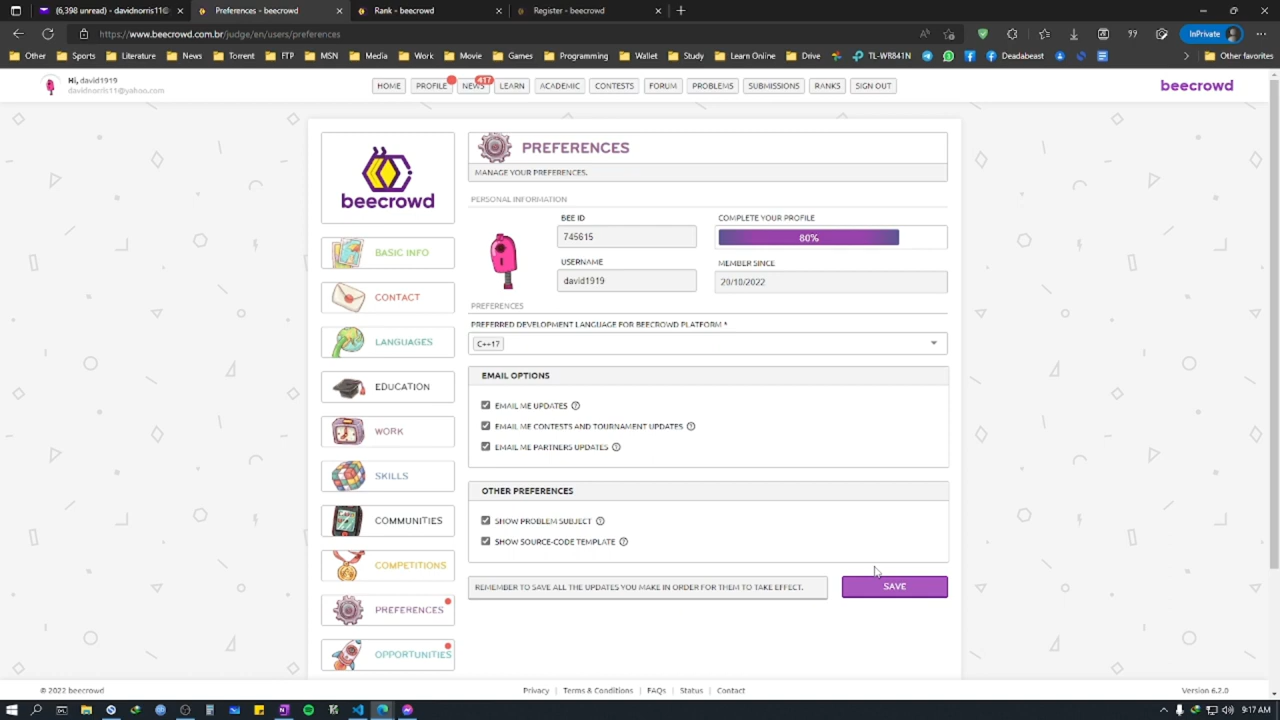 (6,398 unread) - davidnorris11@
Preferences - beecrowd
Rank - beecrowd
Register - beecrowd
https://www.beecrowd.com.br/judge/en/users/preferences
InPrivate
Other Sports Literature News Torrent FTP MSN Media Work Movie Games Programming Wallet Study Learn Online Drive TL-WR841N Deadabest Other favorites
Hi, david1919
davidnorris11@yahoo.com
HOME PROFILE NEWS 417 LEARN ACADEMIC CONTESTS FORUM PROBLEMS SUBMISSIONS RANKS SIGN OUT
beecrowd
beecrowd
BASIC INFO
CONTACT
LANGUAGES
EDUCATION
WORK
SKILLS
COMMUNITIES
COMPETITIONS
PREFERENCES
OPPORTUNITIES
PREFERENCES
MANAGE YOUR PREFERENCES.
PERSONAL INFORMATION
BEE ID
745615
COMPLETE YOUR PROFILE
80%
USERNAME
david1919
MEMBER SINCE
20/10/2022
PREFERENCES
PREFERRED DEVELOPMENT LANGUAGE FOR BEECROWD PLATFORM *
C++17
EMAIL OPTIONS
EMAIL ME UPDATES
EMAIL ME CONTESTS AND TOURNAMENT UPDATES
EMAIL ME PARTNERS UPDATES
OTHER PREFERENCES
SHOW PROBLEM SUBJECT
SHOW SOURCE-CODE TEMPLATE
REMEMBER TO SAVE ALL THE UPDATES YOU MAKE IN ORDER FOR THEM TO TAKE EFFECT.
SAVE
© 2022 beecrowd
Privacy | Terms & Conditions | FAQs | Status | Contact
Version 6.2.0
9:17 AM